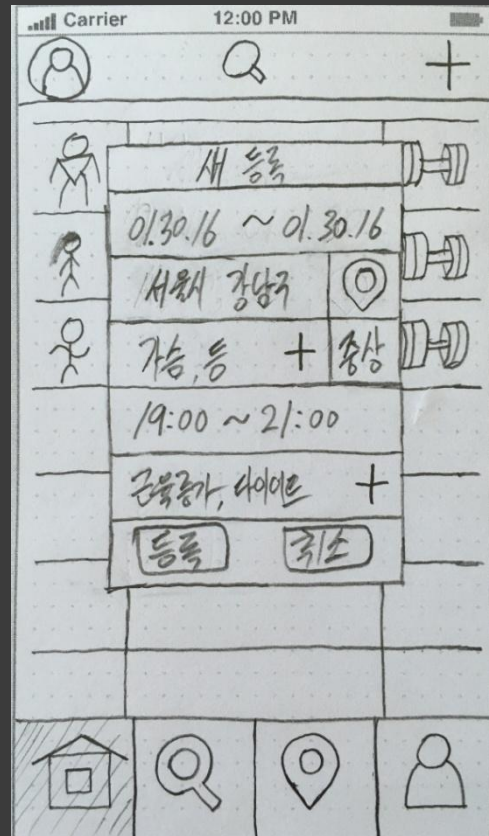 Carrier 12:00 PM
새 등록
01.30.16 ~ 01.30.16
서울시 강남구
가슴, 등 + 중상
19:00 ~ 21:00
근육증가, 다이어트 +
등록 취소